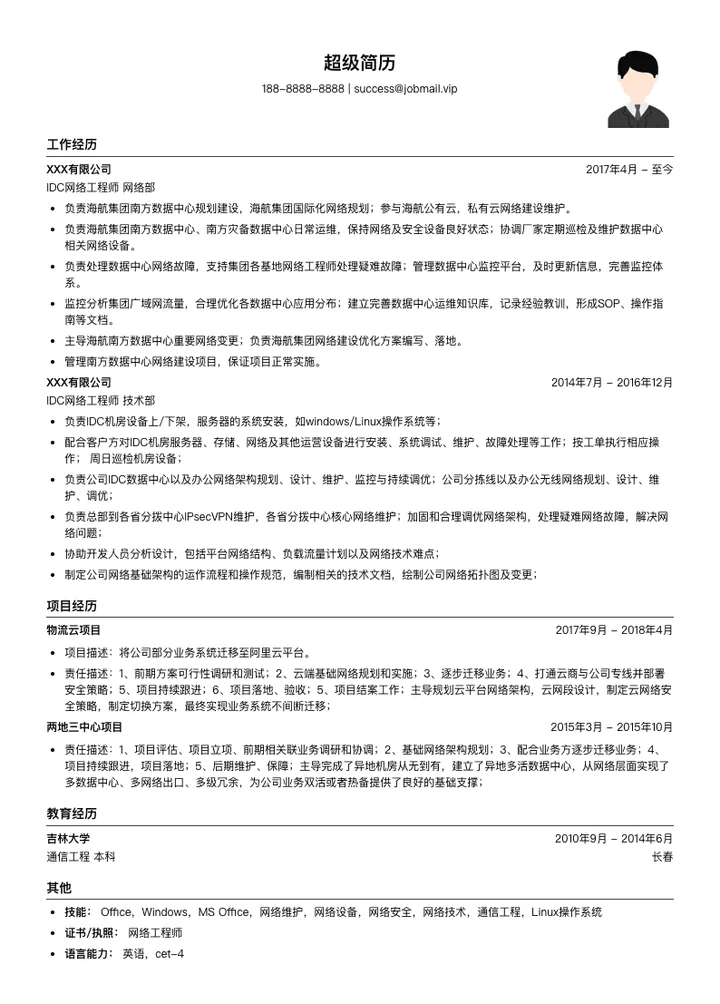 超级简历
188-8888-8888 | success@jobmail.vip
工作经历
XXX有限公司 2017年4月 - 至今
IDC网络工程师 网络部
• 负责海航集团南方数据中心规划建设，海航集团国际化网络规划；参与海航公有云，私有云网络建设维护。
• 负责海航集团南方数据中心、南方灾备数据中心日常运维，保持网络及安全设备良好状态；协调厂家定期巡检及维护数据中心
相关网络设备。
• 负责处理数据中心网络故障，支持集团各基地网络工程师处理疑难故障；管理数据中心监控平台，及时更新信息，完善监控体
系。
• 监控分析集团广域网流量，合理优化各数据中心应用分布；建立完善数据中心运维知识库，记录经验教训，形成SOP、操作指
南等文档。
• 主导海航南方数据中心重要网络变更；负责海航集团网络建设优化方案编写、落地。
• 管理南方数据中心网络建设项目，保证项目正常实施。
XXX有限公司 2014年7月 - 2016年12月
IDC网络工程师 技术部
• 负责IDC机房设备上/下架，服务器的系统安装，如windows/Linux操作系统等；
• 配合客户方对IDC机房服务器、存储、网络及其他运营设备进行安装、系统调试、维护、故障处理等工作；按工单执行相应操
作； 周日巡检机房设备；
• 负责公司IDC数据中心以及办公网络架构规划、设计、维护、监控与持续调优；公司分拣线以及办公无线网络规划、设计、维
护、调优；
• 负责总部到各省分拨中心IPsecVPN维护，各省分拨中心核心网络维护；加固和合理调优网络架构，处理疑难网络故障，解决网
络问题；
• 协助开发人员分析设计，包括平台网络结构、负载流量计划以及网络技术难点；
• 制定公司网络基础架构的运作流程和操作规范，编制相关的技术文档，绘制公司网络拓扑图及变更；
项目经历
物流云项目 2017年9月 - 2018年4月
• 项目描述：将公司部分业务系统迁移至阿里云平台。
• 责任描述：1、前期方案可行性调研和测试；2、云端基础网络规划和实施；3、逐步迁移业务；4、打通云商与公司专线并部署
安全策略；5、项目持续跟进；6、项目落地、验收；5、项目结案工作；主导规划云平台网络架构，云网段设计，制定云网络安
全策略，制定切换方案，最终实现业务系统不间断迁移；
两地三中心项目 2015年3月 - 2015年10月
• 责任描述：1、项目评估、项目立项、前期相关联业务调研和协调；2、基础网络架构规划；3、配合业务方逐步迁移业务；4、
项目持续跟进，项目落地；5、后期维护、保障；主导完成了异地机房从无到有，建立了异地多活数据中心，从网络层面实现了
多数据中心、多网络出口、多级冗余，为公司业务双活或者热备提供了良好的基础支撑；
教育经历
吉林大学 2010年9月 - 2014年6月
通信工程 本科 长春
其他
• 技能： Office，Windows，MS Office，网络维护，网络设备，网络安全，网络技术，通信工程，Linux操作系统
• 证书/执照： 网络工程师
• 语言能力： 英语，cet-4